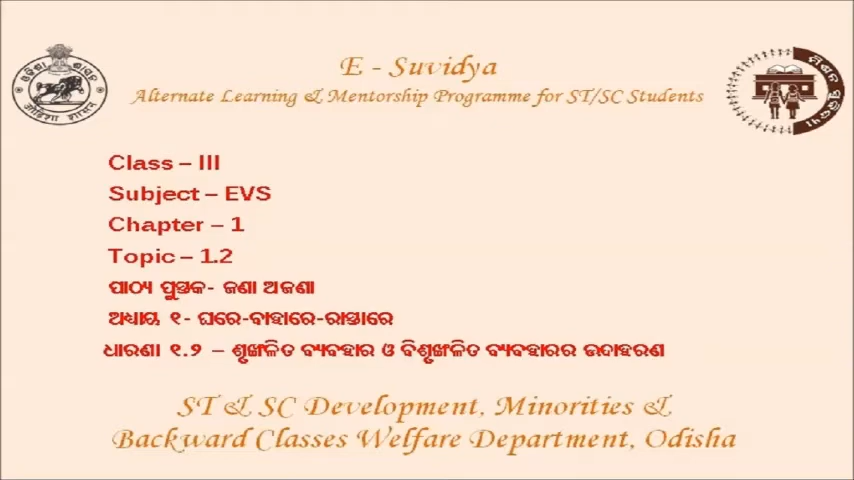 E - Suvidya
Alternate Learning & Mentorship Programme for ST/SC Students
ଓଡ଼ିଶା ଶାସନ
Class – III
Subject – EVS
Chapter – 1
Topic – 1.2
ପାଠ୍ୟ ପୁସ୍ତକ- ଜଣା ଅଜଣା
ଅଧ୍ୟାୟ ୧- ଘରେ-ବାହାରେ-ରାସ୍ତାରେ
ଧାରଣା ୧.୨ – ଶୃଙ୍ଖଳିତ ବ୍ୟବହାର ଓ ବିଶୃଙ୍ଖଳିତ ବ୍ୟବହାରର ଉଦାହରଣ
ST & SC Development, Minorities &
Backward Classes Welfare Department, Odisha